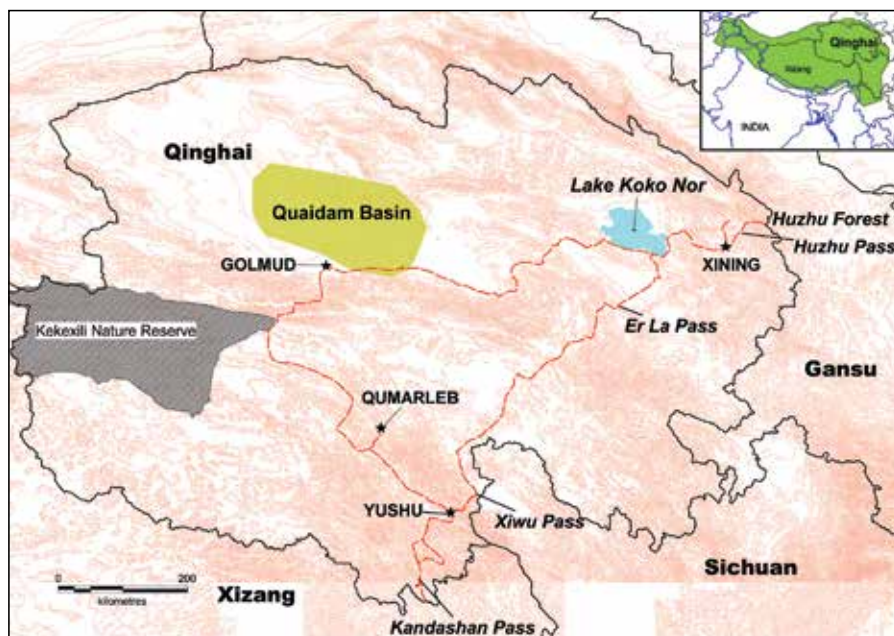 Qinghai
Xizang
INDIA
Qinghai
Lake Koko Nor
Quaidam Basin
Huzhu Forest
Huzhu Pass
GOLMUD
XINING
Er La Pass
Kekexili Nature Reserve
Gansu
QUMARLEB
YUSHU
Xiwu Pass
Sichuan
0 200
kilometres
Xizang
Kandashan Pass